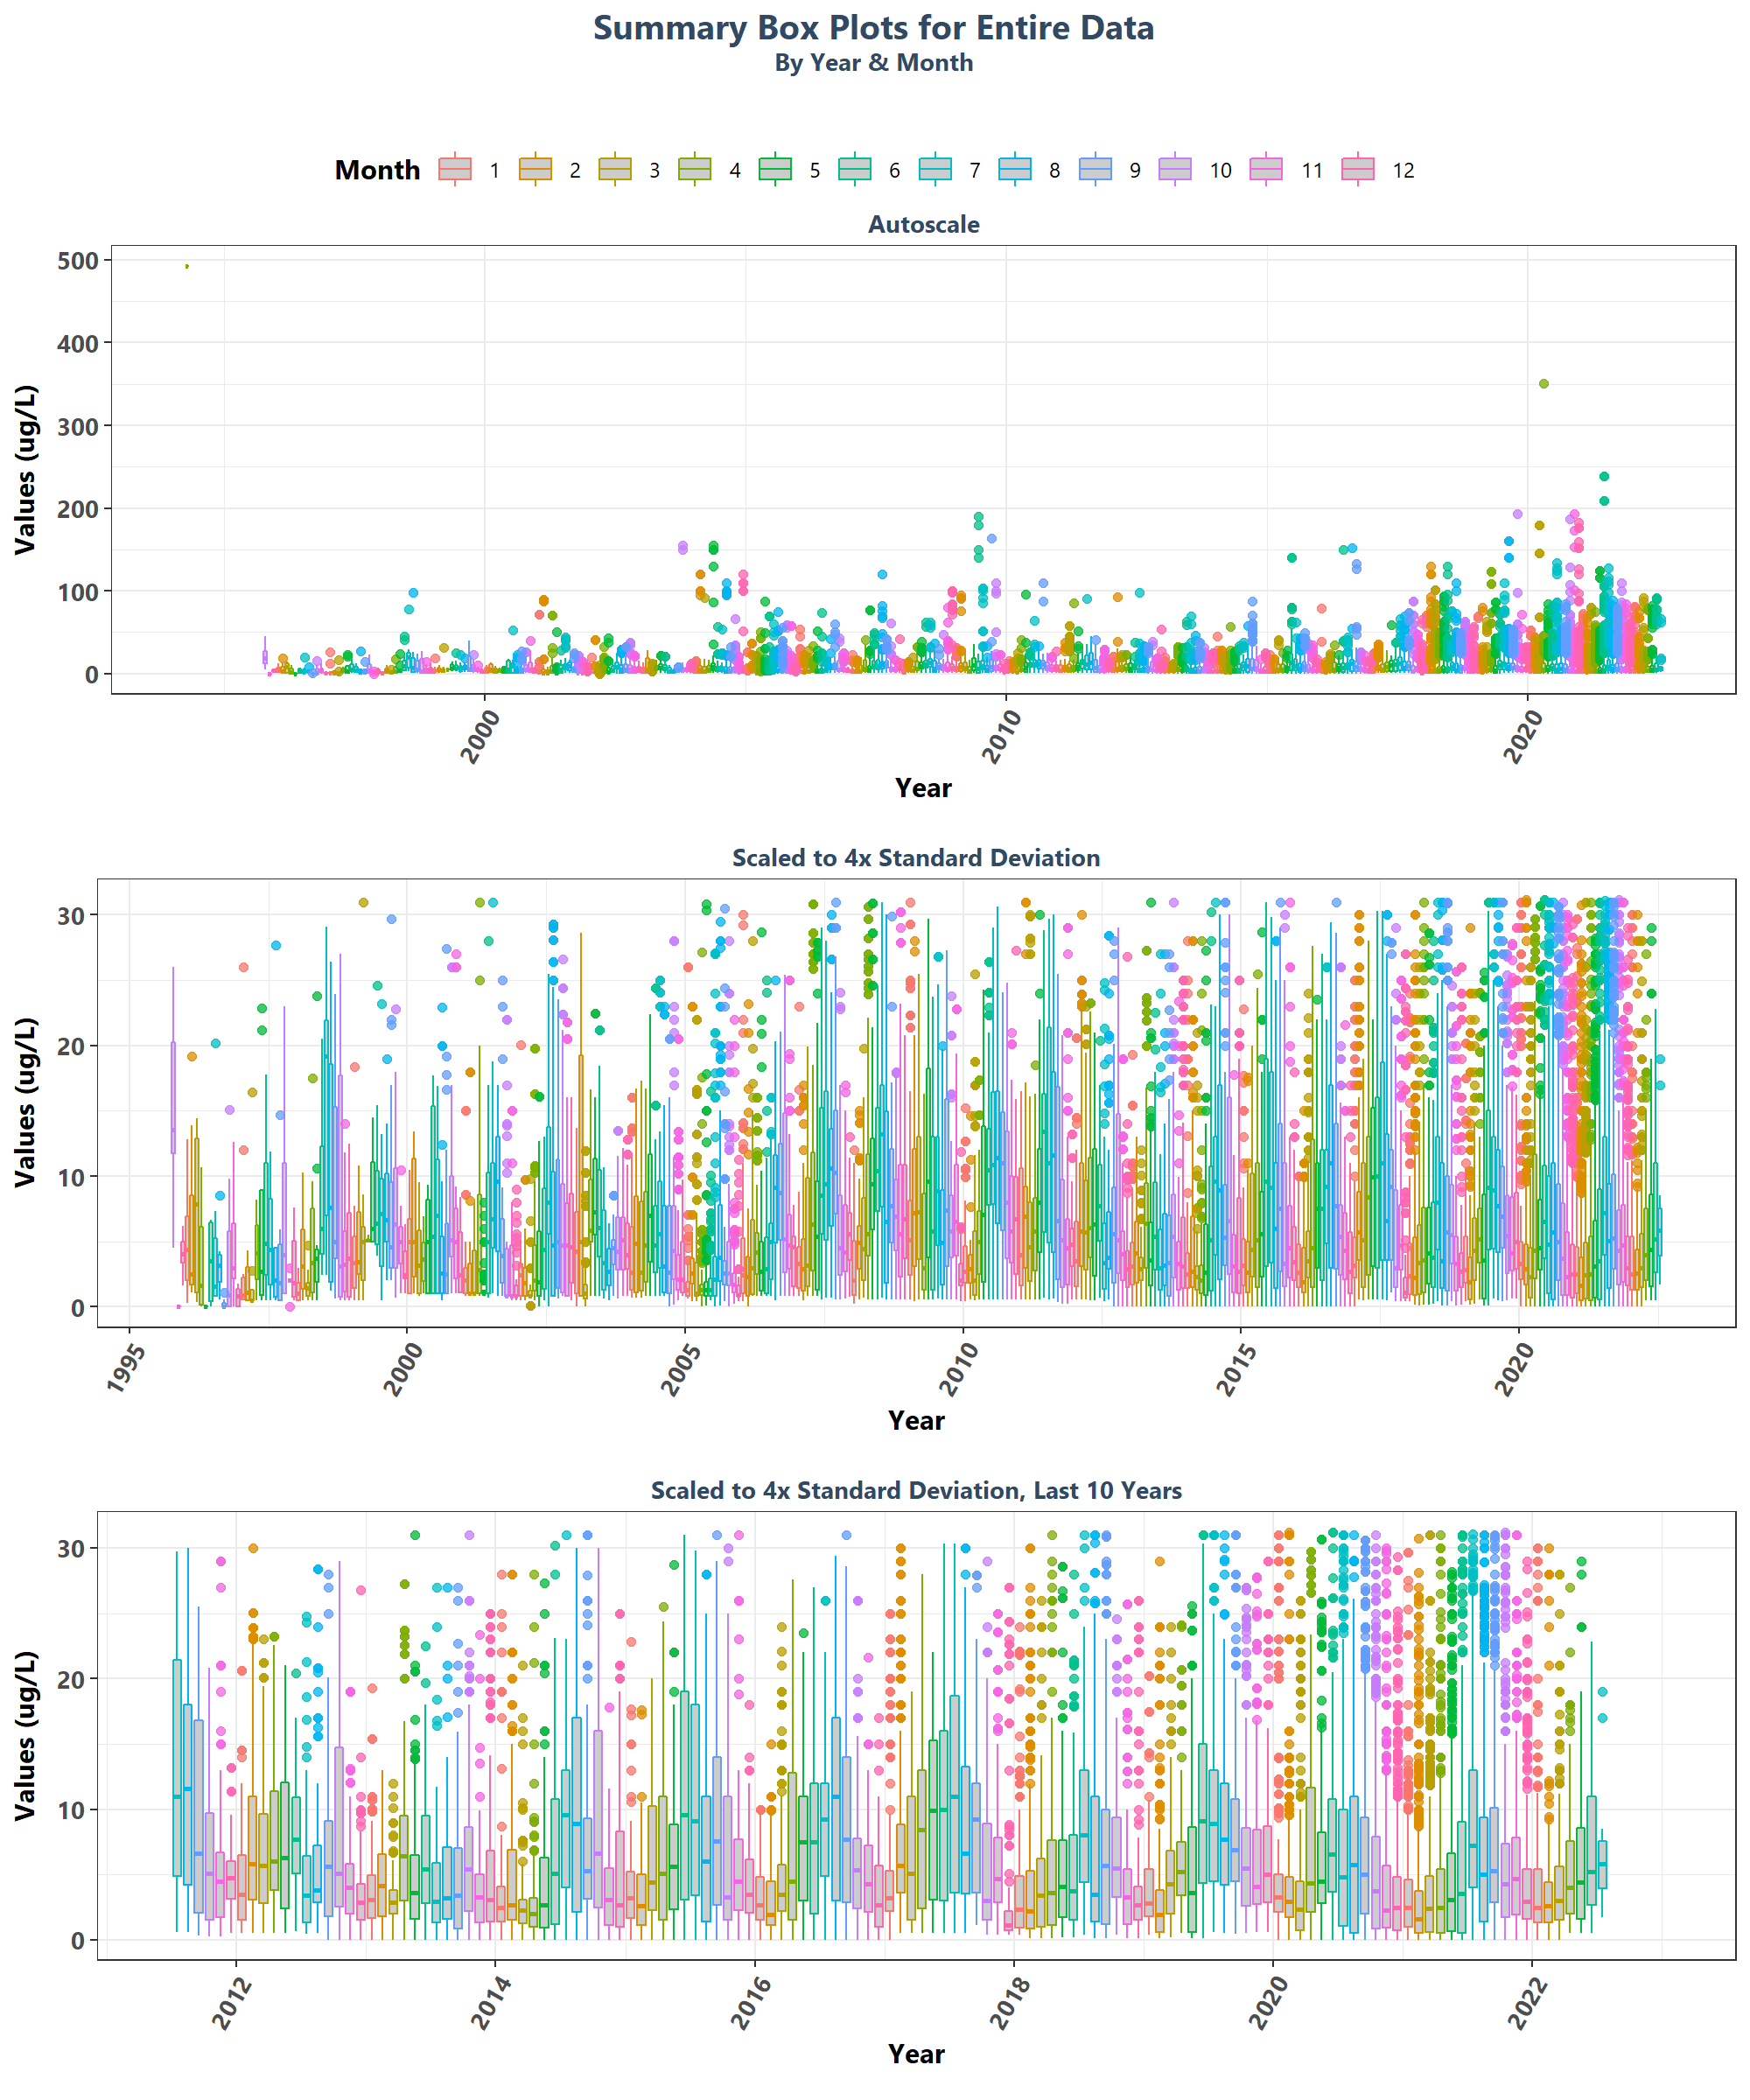 Summary Box Plots for Entire Data
By Year & Month
Month 1 2 3 4 5 6 7 8 9 10 11 12
Autoscale
Values (ug/L)
500
400
300
200
100
0
2000 2010 2020
Year
Scaled to 4x Standard Deviation
Values (ug/L)
30
20
10
0
1995 2000 2005 2010 2015 2020
Year
Scaled to 4x Standard Deviation, Last 10 Years
Values (ug/L)
30
20
10
0
2012 2014 2016 2018 2020 2022
Year